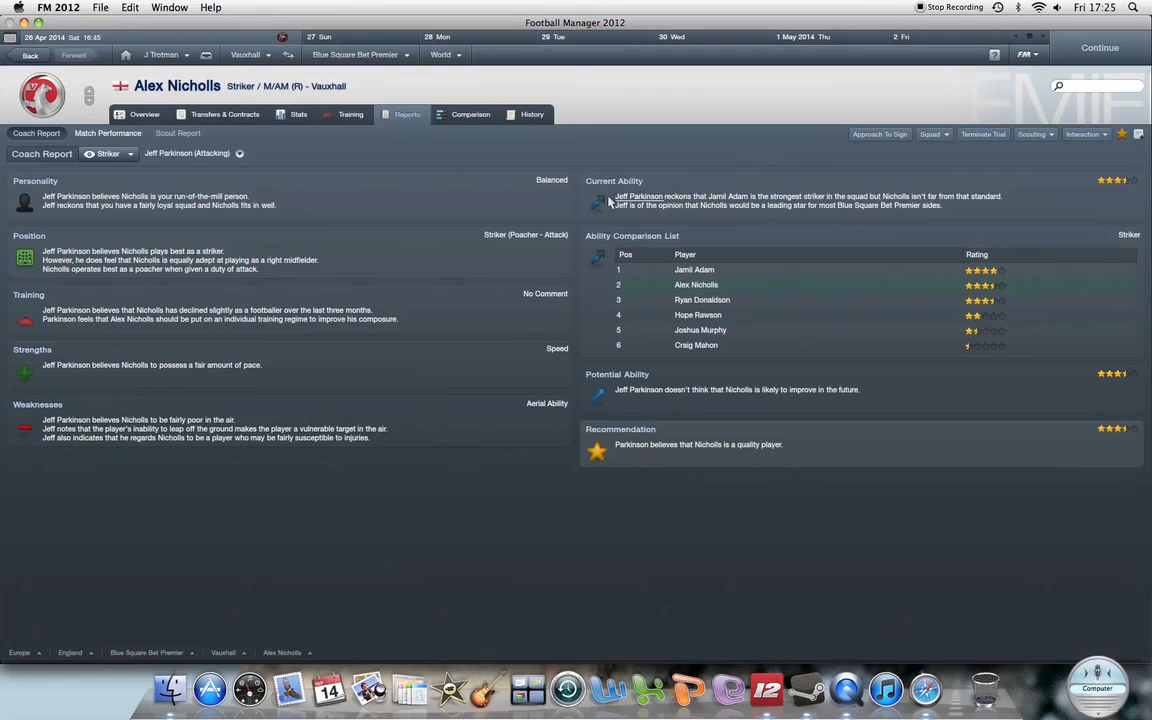 FM 2012 File Edit Window Help Stop Recording Fri 17:25
Football Manager 2012
26 Apr 2014 Sat 16:45 27 Sun 28 Mon 29 Tue 30 Wed 1 May 2014 Thu 2 Fri
Back Forward J Trotman Vauxhall Blue Square Bet Premier World ? FM Continue
Alex Nicholls Striker / M/AM (R) - Vauxhall
Overview Transfers & Contracts Stats Training Reports Comparison History
Coach Report Match Performance Scout Report Approach To Sign Squad Terminate Trial Scouting Interaction
Coach Report Striker Jeff Parkinson (Attacking)
Personality Balanced
Jeff Parkinson believes Nicholls is your run-of-the-mill person.
Jeff reckons that you have a fairly loyal squad and Nicholls fits in well.
Position Striker (Poacher - Attack)
Jeff Parkinson believes Nicholls plays best as a striker.
However, he does feel that Nicholls is equally adept at playing as a right midfielder.
Nicholls operates best as poacher when given a duty of attack.
Training No Comment
Jeff Parkinson believes that Nicholls has declined slightly as a footballer over the last three months.
Parkinson feels that Alex Nicholls should be put on an individual training regime to improve his composure.
Strengths Speed
Jeff Parkinson believes Nicholls to possess a fair amount of pace.
Weaknesses Aerial Ability
Jeff Parkinson believes Nicholls to be fairly poor in the air.
Jeff notes that the player's inability to leap off the ground makes the player a vulnerable target in the air.
Jeff also indicates that he regards Nicholls to be a player who may be fairly susceptible to injuries.
Current Ability
Jeff Parkinson reckons that Jamil Adam is the strongest striker in the squad but Nicholls isn't far from that standard.
Jeff is of the opinion that Nicholls would be a leading star for most Blue Square Bet Premier sides.
Ability Comparison List Striker
Pos Player Rating
1 Jamil Adam
2 Alex Nicholls
3 Ryan Donaldson
4 Hope Rawson
5 Joshua Murphy
6 Craig Mahon
Potential Ability
Jeff Parkinson doesn't think that Nicholls is likely to improve in the future.
Recommendation
Parkinson believes that Nicholls is a quality player.
Europe England Blue Square Bet Premier Vauxhall Alex Nicholls
SEP
14
12
Computer